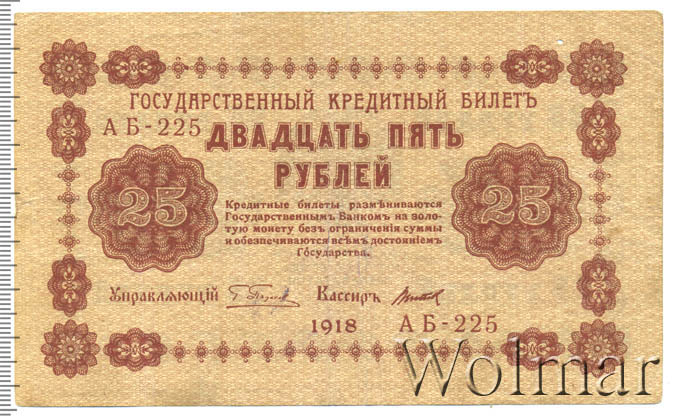 ГОСУДАРСТВЕННЫЙ КРЕДИТНЫЙ БИЛЕТЪ
АБ-225
ДВАДЦАТЬ ПЯТЬ
РУБЛЕЙ
25
25
Кредитные билеты размѣниваются
Государственнымъ Банкомъ на золо-
тую монету безъ ограниченія суммы
и обезпечиваются всѣмъ достояніемъ
Государства.
Управляющій
Кассиръ
1918
АБ-225
Wolmar